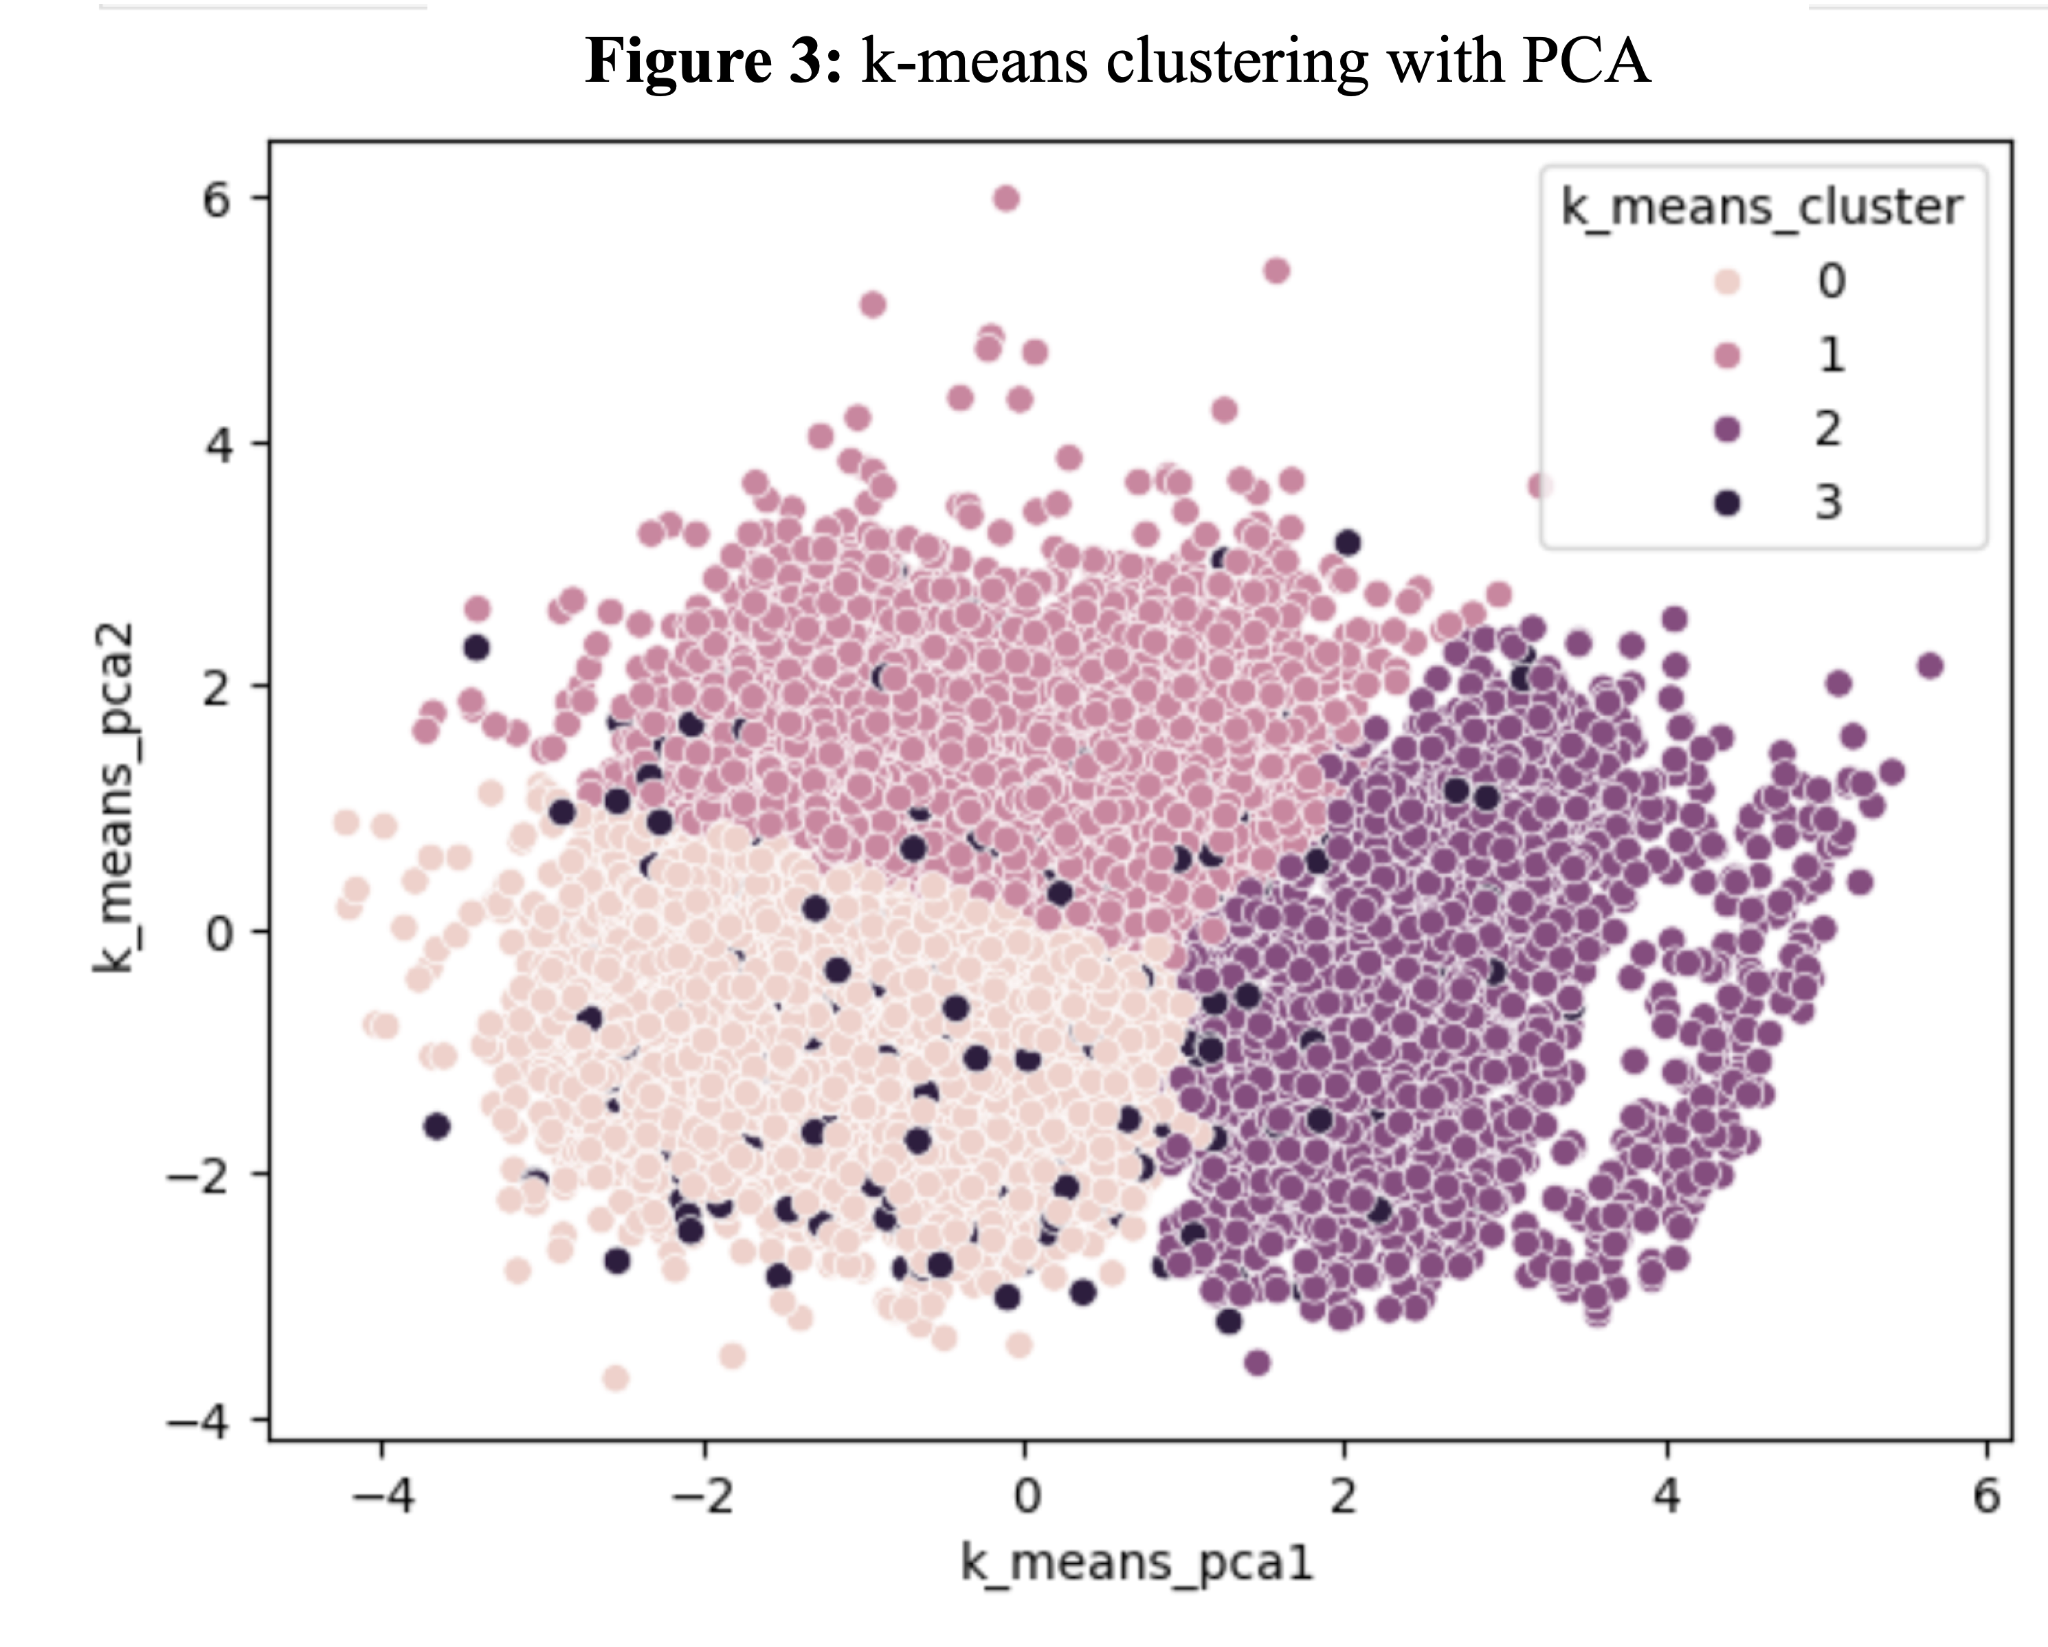 Figure 3: k-means clustering with PCA
k_means_cluster
0
1
2
3
6
4
2
0
−2
−4
k_means_pca2
−4 −2 0 2 4 6
k_means_pca1